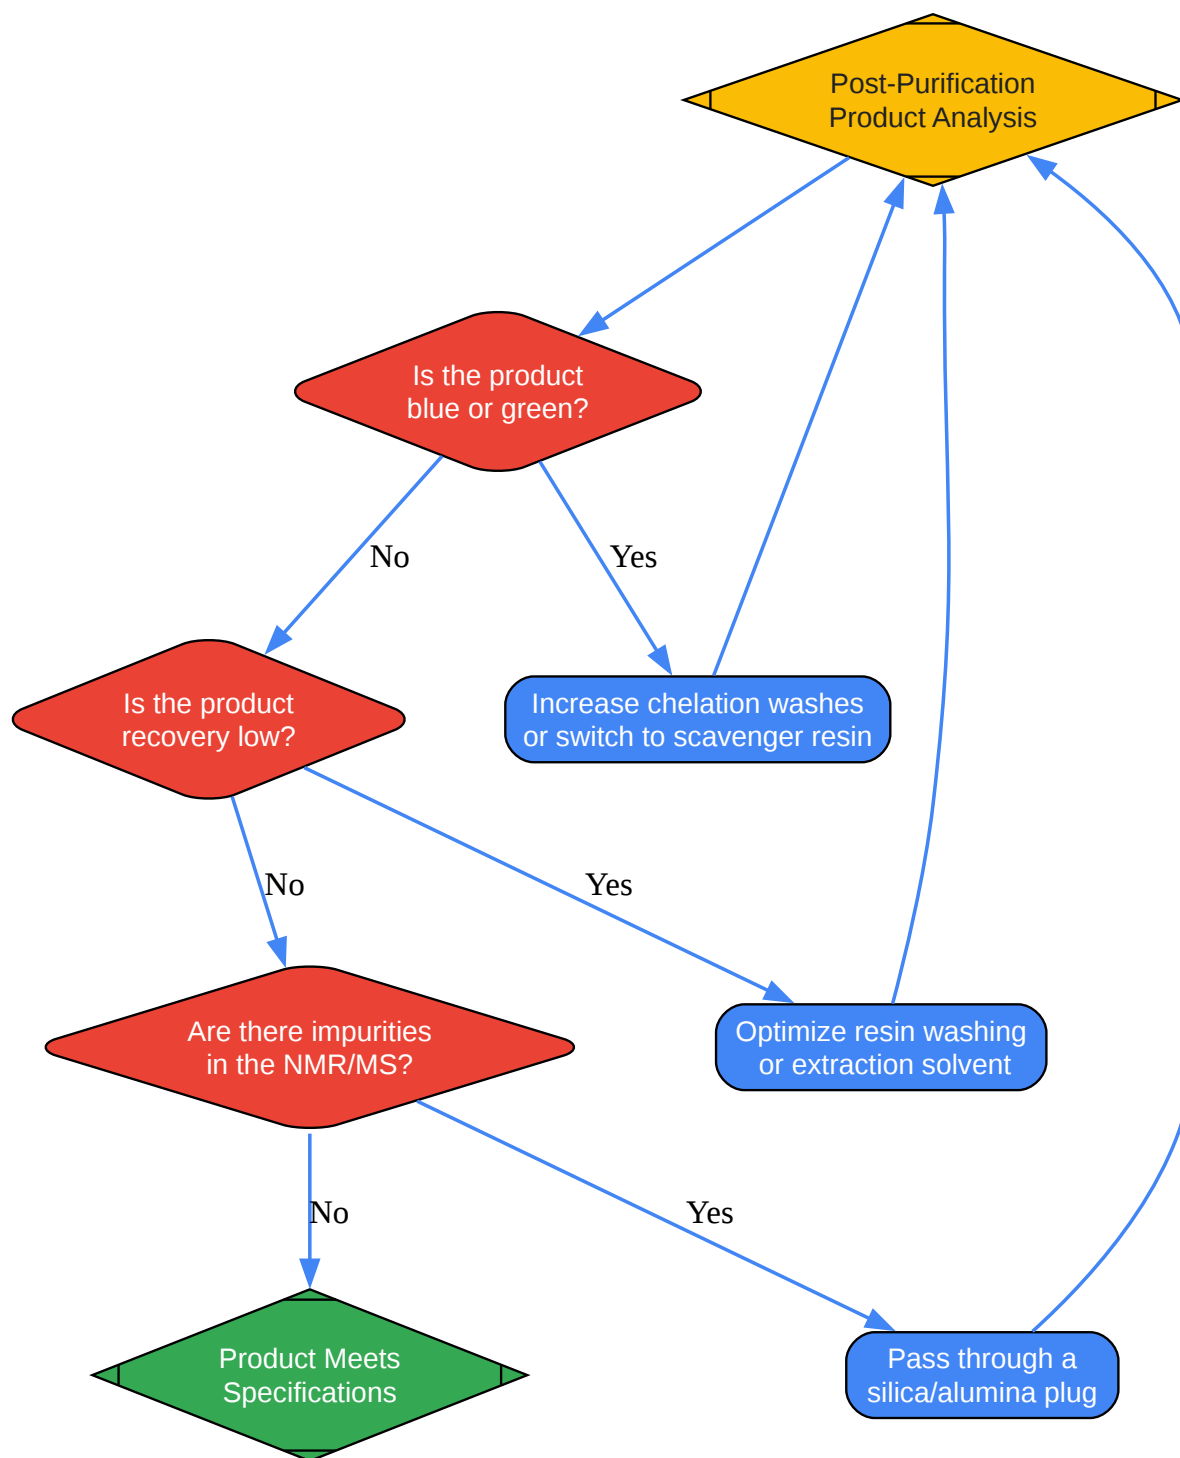 Post-Purification
Product Analysis
Is the product
blue or green?
No
Yes
Is the product
recovery low?
Increase chelation washes
or switch to scavenger resin
No
Yes
Are there impurities
in the NMR/MS?
Optimize resin washing
or extraction solvent
No
Yes
Product Meets
Specifications
Pass through a
silica/alumina plug